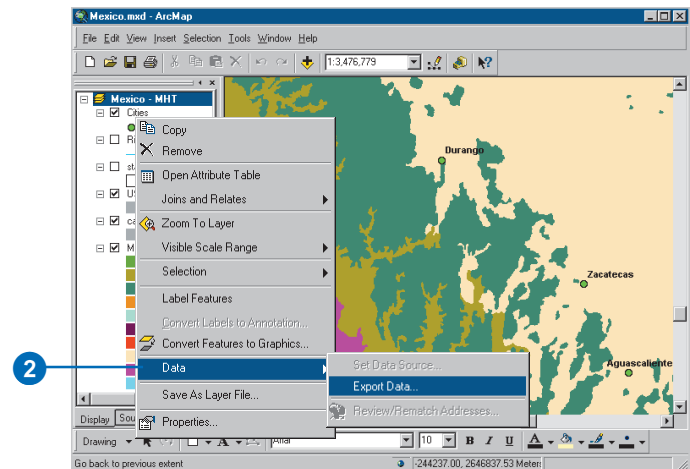 Mexico.mxd - ArcMap
File Edit View Insert Selection Tools Window Help
1:3,476,779
Mexico - MHT
Cities
Copy
Remove
Open Attribute Table
Joins and Relates
Zoom To Layer
Visible Scale Range
Selection
Label Features
Convert Labels to Annotation...
Convert Features to Graphics...
Data
Save As Layer File...
Properties...
Set Data Source...
Export Data...
Review/Rematch Addresses...
2
Durango
Zacatecas
Aguascaliente
Display Sou
Drawing Arial 10 B I U A
Go back to previous extent -244237.00, 2646837.53 Meters